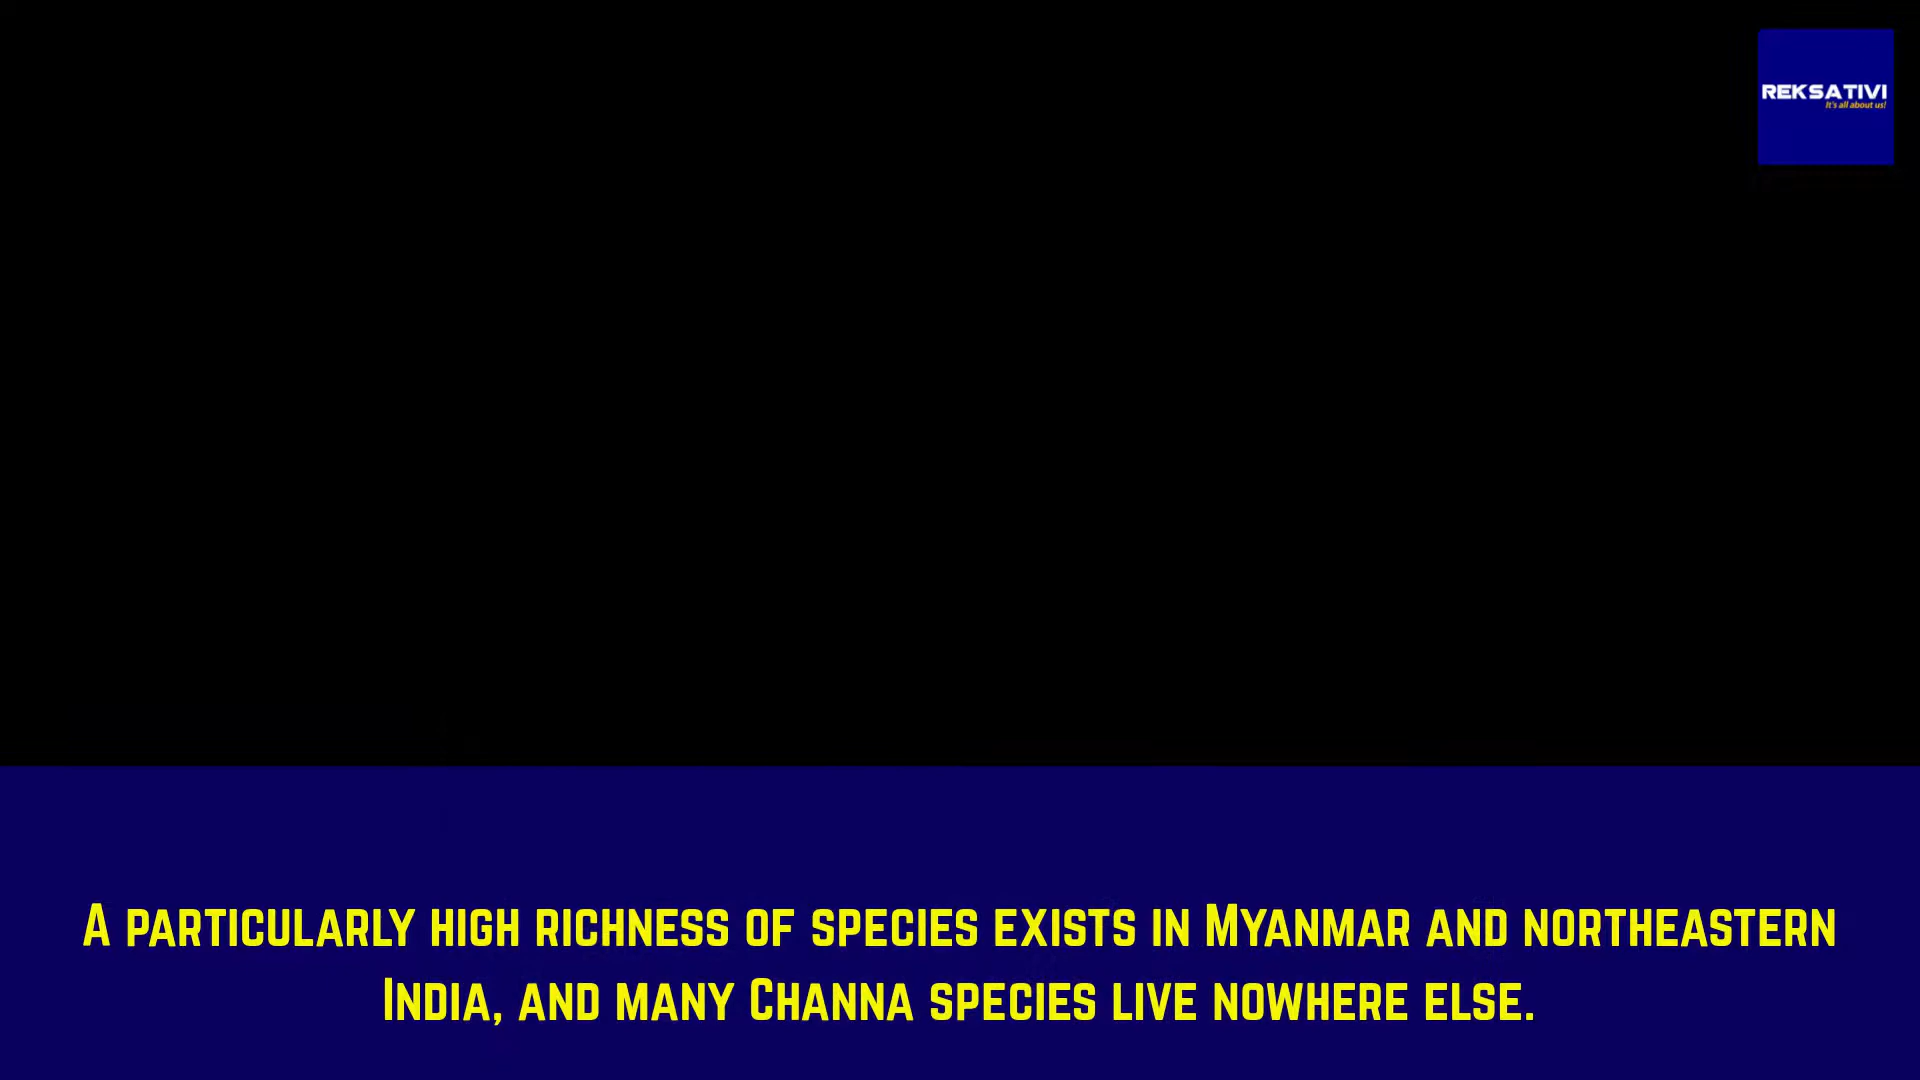 REKSATIVI
It's all about us!
A particularly high richness of species exists in Myanmar and northeastern
India, and many Channa species live nowhere else.